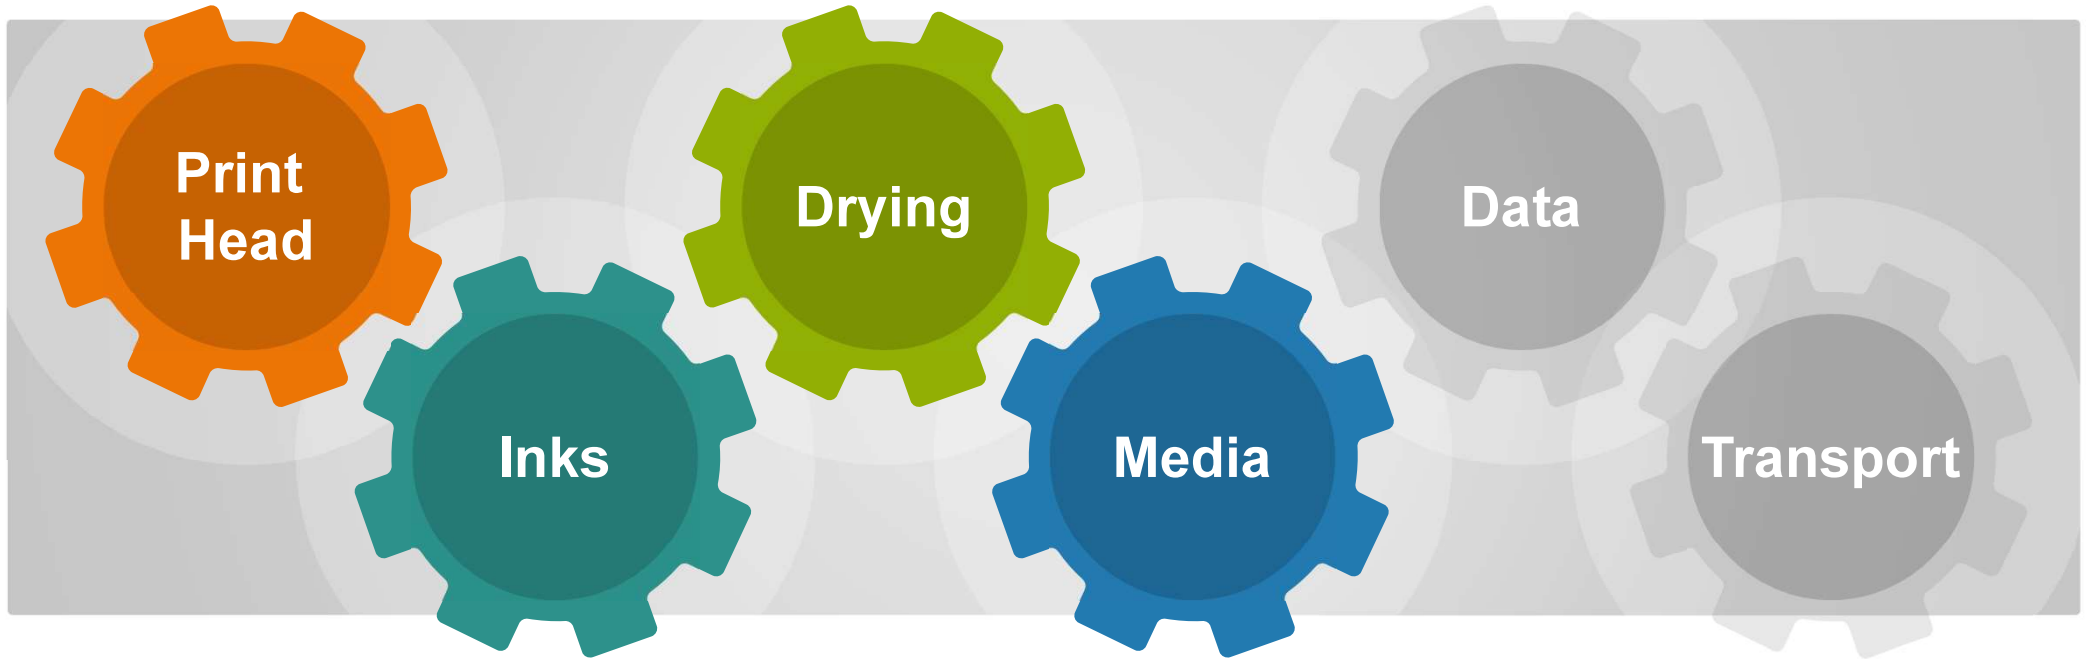 Print
Head
Inks
Drying
Media
Data
Transport